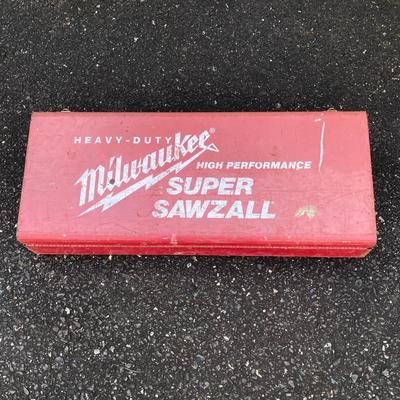 HEAVY-DUTY
Milwaukee®
HIGH PERFORMANCE
SUPER
SAWZALL®